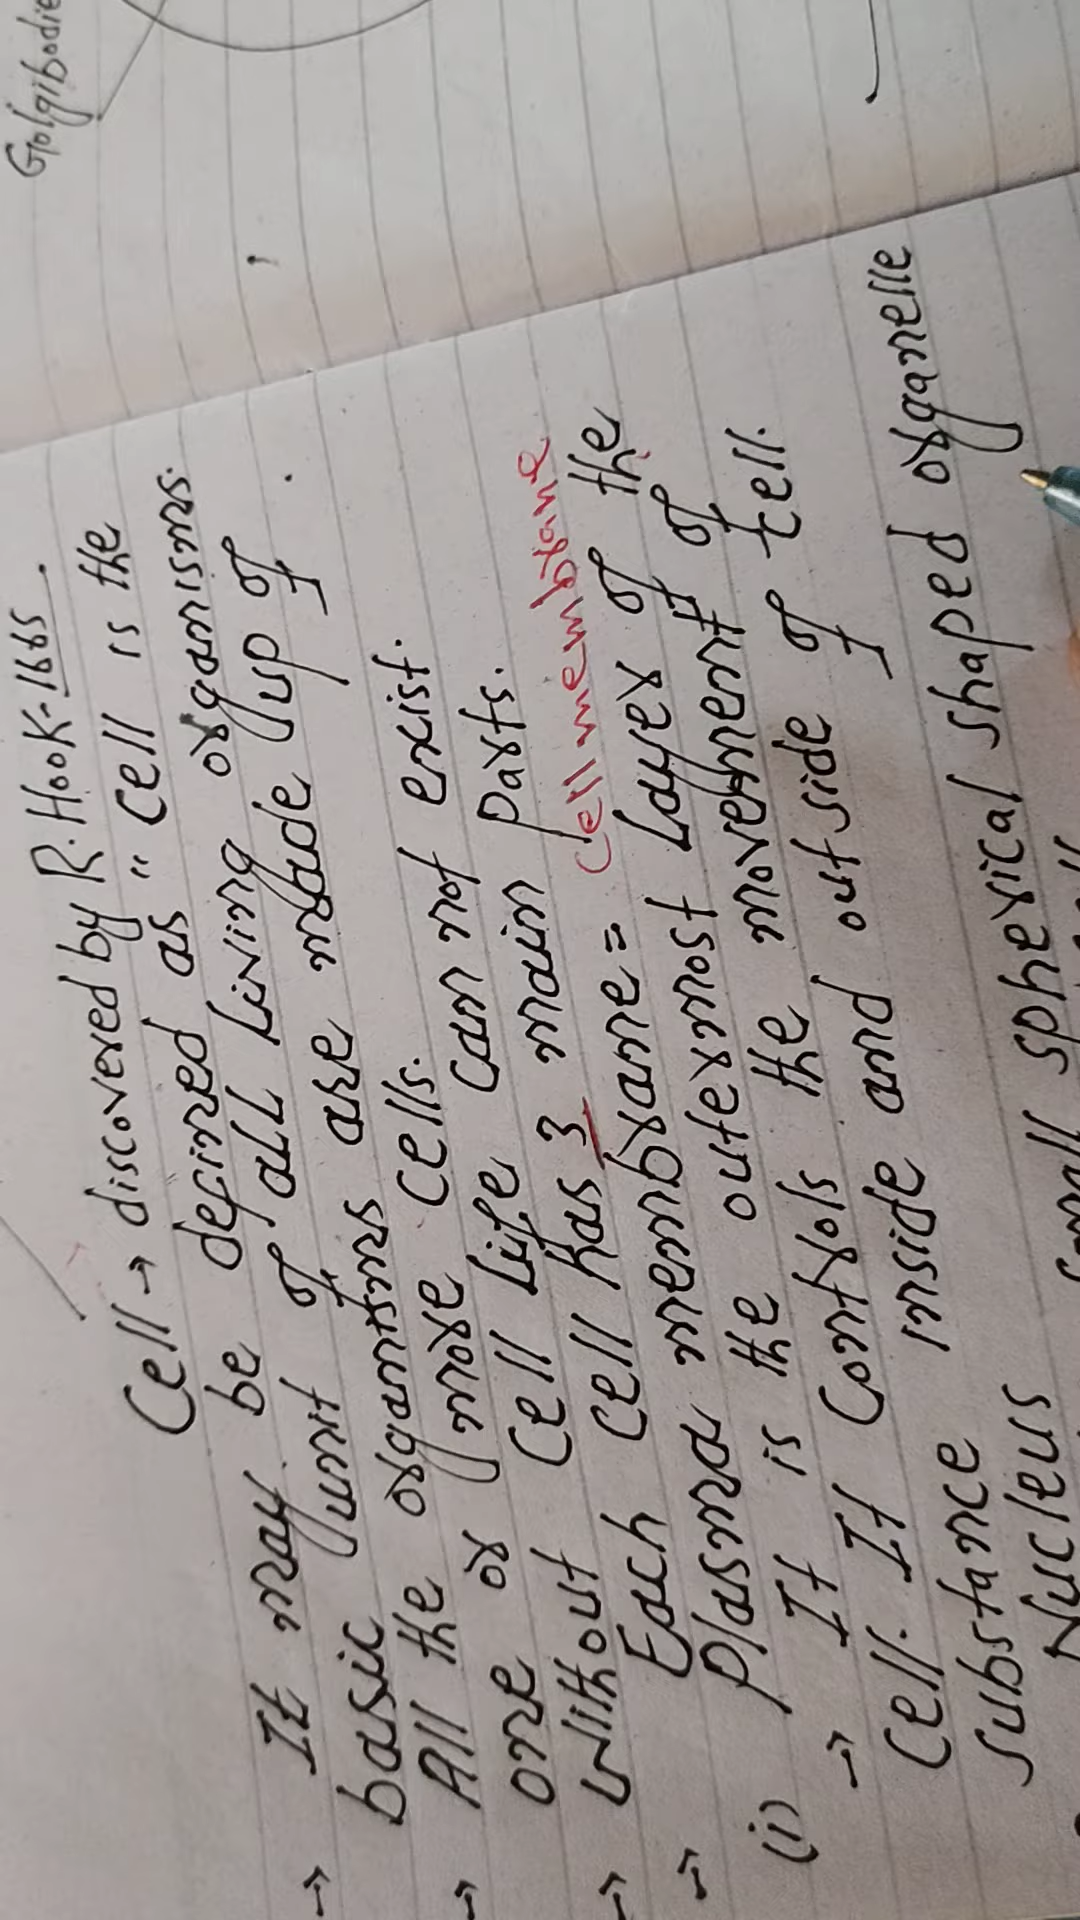 Golgibodie
Cell → discovered by R. Hook-1665.
→ It may be defined as " Cell is the
basic unit of all living organisms.
→ All the organisms are made up of
one or more cells.
→ Without Cell Life can not exist.
→ Each Cell has 3 main parts.
(i) Plasma membrane = Cell membrane
→ It is the outermost Layer of the
Cell. It Controls the movement of the
substance inside and outside of cell.
Nucleus small spherical shaped organelle